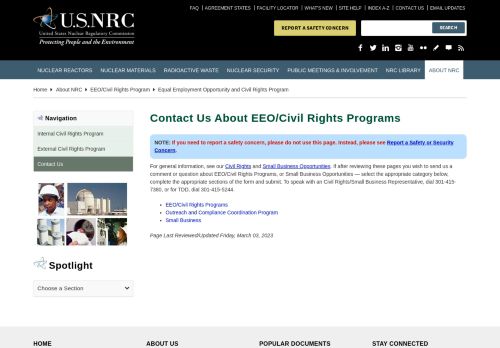 FAQ | AGREEMENT STATES | FACILITY LOCATOR | WHAT'S NEW | SITE HELP | INDEX A-Z | CONTACT US | EMAIL UPDATES
U.S.NRC
United States Nuclear Regulatory Commission
Protecting People and the Environment
REPORT A SAFETY CONCERN
SEARCH
NUCLEAR REACTORS NUCLEAR MATERIALS RADIOACTIVE WASTE NUCLEAR SECURITY PUBLIC MEETINGS & INVOLVEMENT NRC LIBRARY ABOUT NRC
Home About NRC EEO/Civil Rights Program Equal Employment Opportunity and Civil Rights Program
Navigation
Internal Civil Rights Program
External Civil Rights Program
Contact Us
Spotlight
Choose a Section
Contact Us About EEO/Civil Rights Programs
NOTE: If you need to report a safety concern, please do not use this page. Instead, please see Report a Safety or Security
Concern.
For general information, see our Civil Rights and Small Business Opportunities. If after reviewing these pages you wish to send us a
comment or question about EEO/Civil Rights Programs, or Small Business Opportunities — select the appropriate category below,
complete the appropriate sections of the form and submit. To speak with an Civil Rights/Small Business Representative, dial 301-415-
7380, or for TDD, dial 301-415-5244.
EEO/Civil Rights Programs
Outreach and Compliance Coordination Program
Small Business
Page Last Reviewed/Updated Friday, March 03, 2023
HOME ABOUT US POPULAR DOCUMENTS STAY CONNECTED